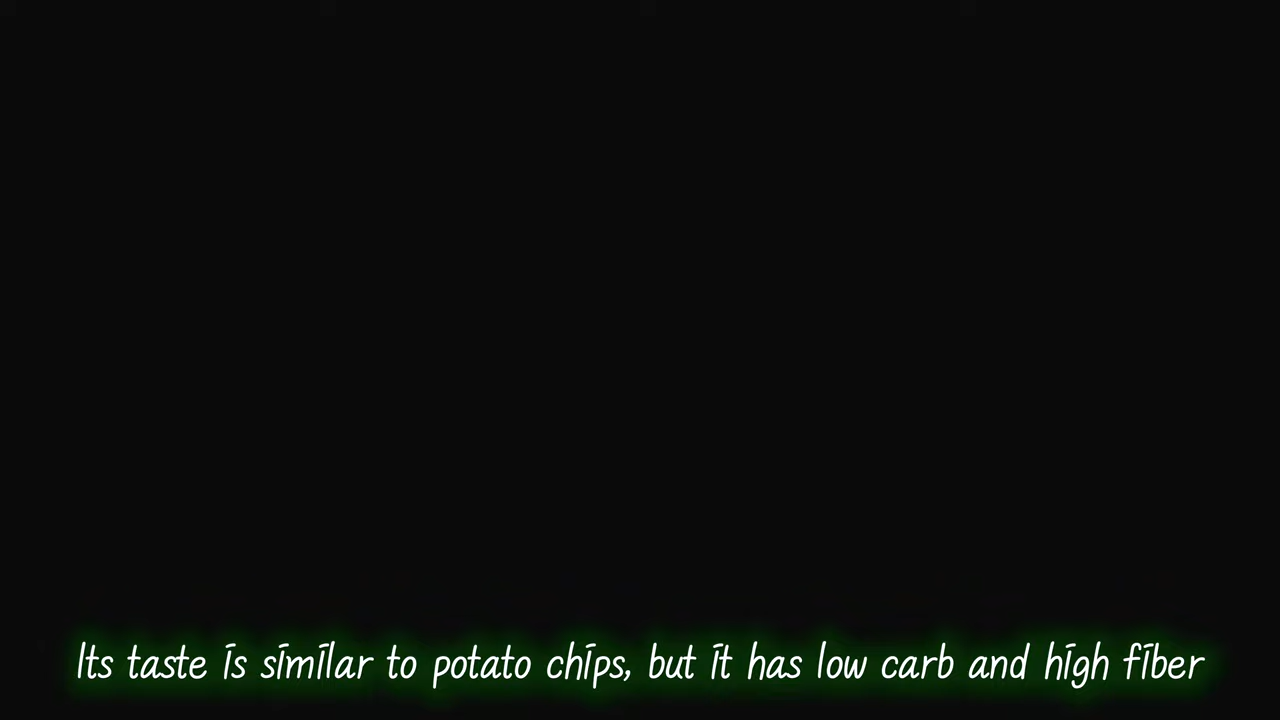 Its taste is similar to potato chips, but it has low carb and high fiber